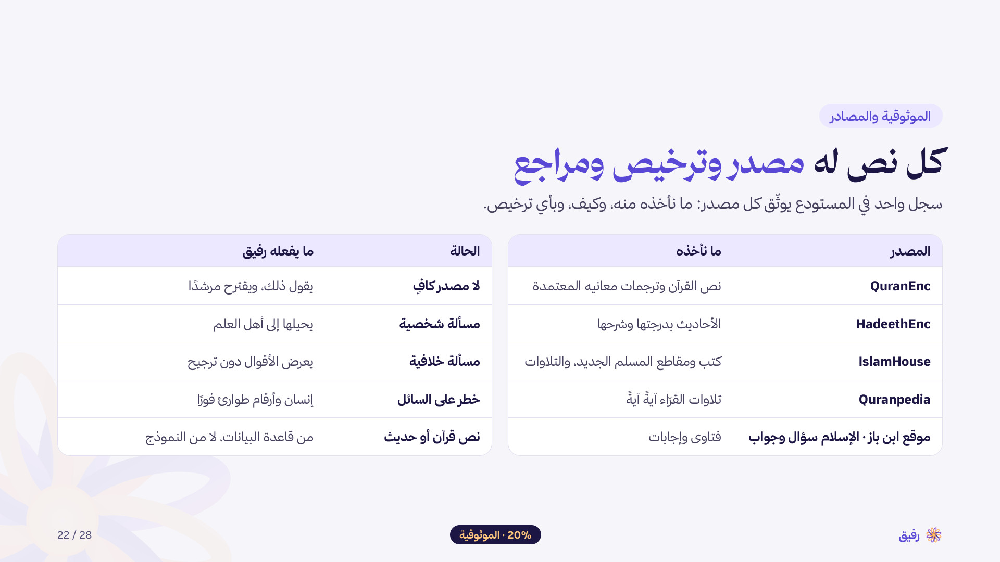 الموثوقية والمصادر
كل نص له مصدر وترخيص ومراجع
سجل واحد في المستودع يوثّق كل مصدر: ما نأخذه منه، وكيف، وبأي ترخيص.
المصدر ما نأخذه
QuranEnc نص القرآن وترجمات معانيه المعتمدة
HadeethEnc الأحاديث بدرجتها وشرحها
IslamHouse كتب ومقاطع المسلم الجديد، والتلاوات
Quranpedia تلاوات القرّاء آيةً آيةً
موقع ابن باز · الإسلام سؤال وجواب فتاوى وإجابات
الحالة ما يفعله رفيق
لا مصدر كافٍ يقول ذلك، ويقترح مرشدًا
مسألة شخصية يحيلها إلى أهل العلم
مسألة خلافية يعرض الأقوال دون ترجيح
خطر على السائل إنسان وأرقام طوارئ فورًا
نص قرآن أو حديث من قاعدة البيانات، لا من النموذج
رفيق
20% · الموثوقية
22 / 28